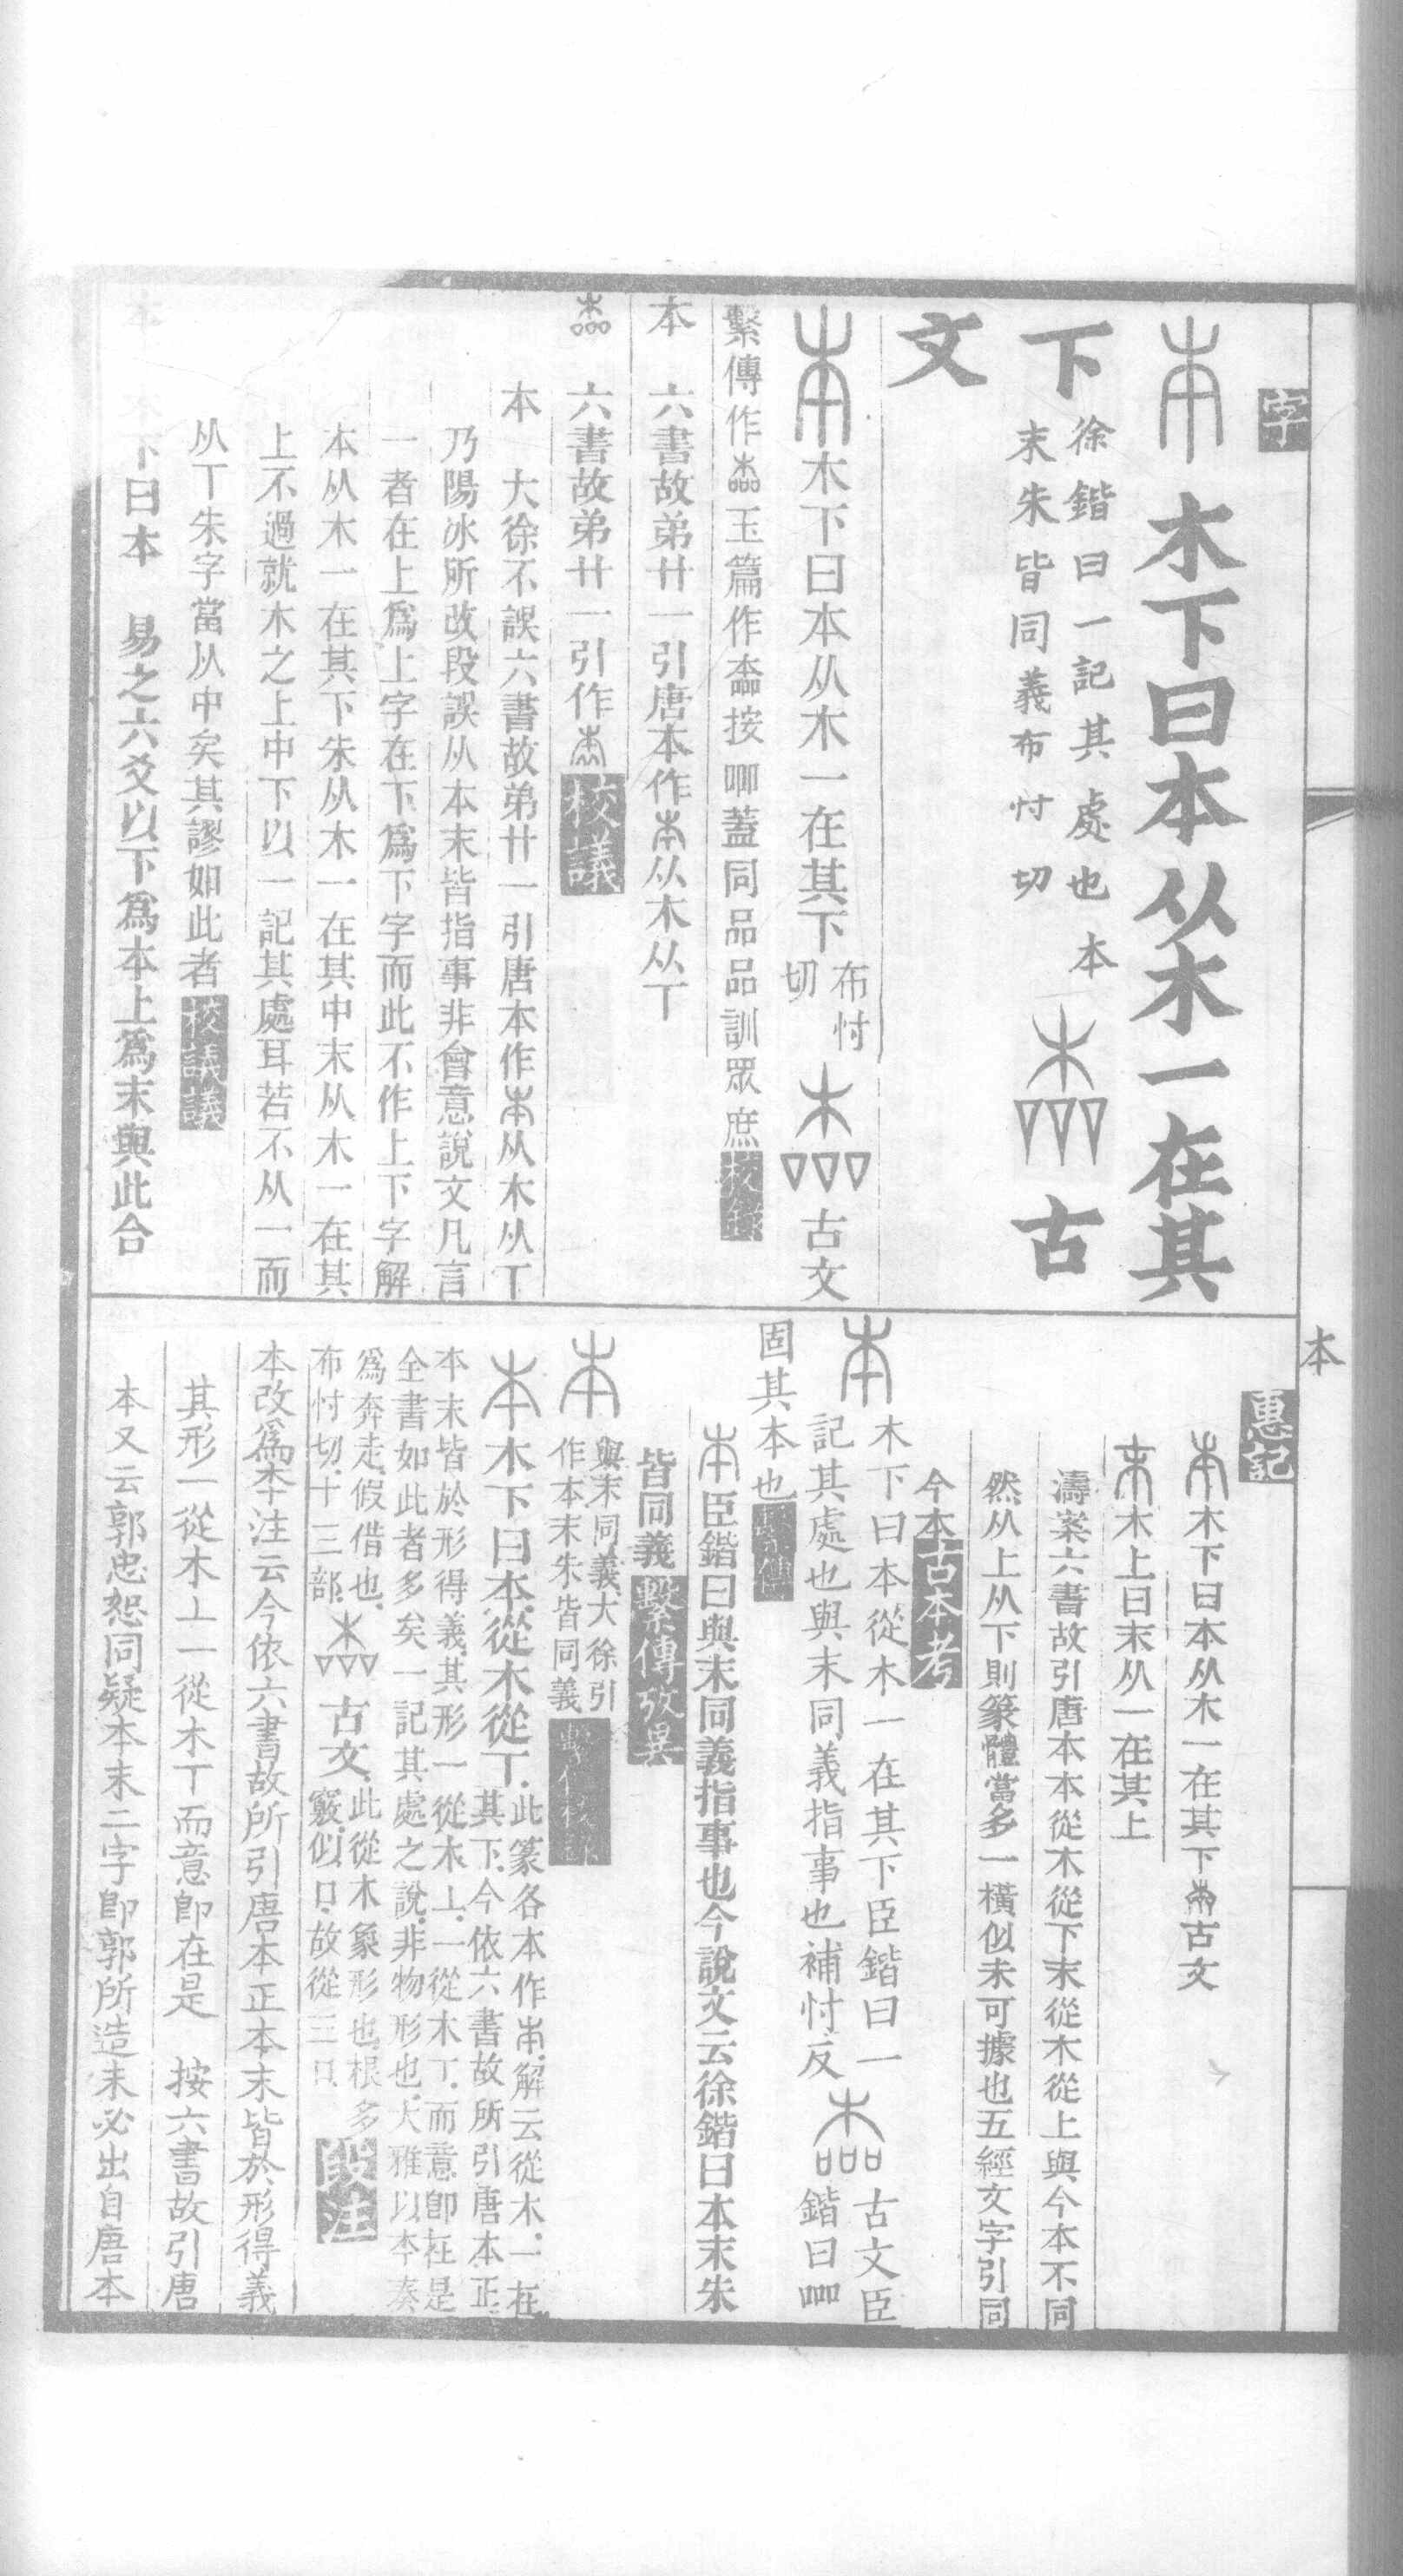 字
木下曰本从木一在其
下
徐鍇曰一記其處也本
末朱皆同義布忖切
古
文
木下曰本从木一在其下
布忖
切
古文
繫傳作 玉篇作 按 蓋同品品訓眾庶校錄
本 六書故弟廿一引唐本作 从木从丅
六書故弟廿一引作 校議
本 大徐不誤六書故弟廿一引唐本作 从木从丅
乃陽冰所改段誤从本末皆指事非會意說文凡言
一者在上爲上字在下爲下字而此不作上下字解
本从木一在其下朱从木一在其中末从木一在其
上不過就木之上中下以一記其處耳若不从一而
从丅朱字當从中矣其謬如此者校議議
下曰本 易之六爻以下爲本上爲末與此合
本
惠記
木下曰本从木一在其下 古文
木上曰末从一在其上
濤案六書故引唐本本從木從下末從木從上與今本不同
然从上从下則篆體當多一橫似未可據也五經文字引同
今本古本考
木下曰本從木一在其下臣鍇曰一
記其處也與末同義指事也補忖反
古文臣
鍇曰
固其本也繫傳
臣鍇曰與末同義指事也今說文云徐鍇曰本末朱
皆同義繫傳攷異
與末同義大徐引
作本末朱皆同義
木下曰本從木從丅
此篆各本作 解云從木一在
其下今依六書故所引唐本正
本末皆於形得義其形一從木丄一從木丅而意卽在是
全書如此者多矣一記其處之說非物形也大雅以本奏
爲奔走假借也
布忖切十三部
古文
此從木象形也根多
竅似口故從三口
段注
本改爲本注云今依六書故所引唐本正本末皆於形得義
其形一從木丄一從木丅而意卽在是 按六書故引唐
本又云郭忠恕同疑本末二字卽郭所造未必出自唐本